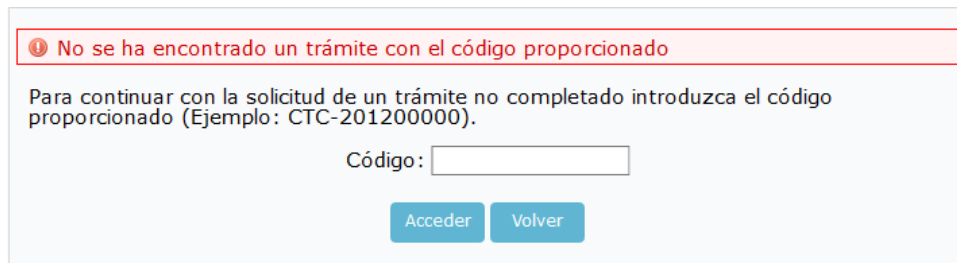 No se ha encontrado un trámite con el código proporcionado
Para continuar con la solicitud de un trámite no completado introduzca el código
proporcionado (Ejemplo: CTC-201200000).
Código:
Acceder Volver